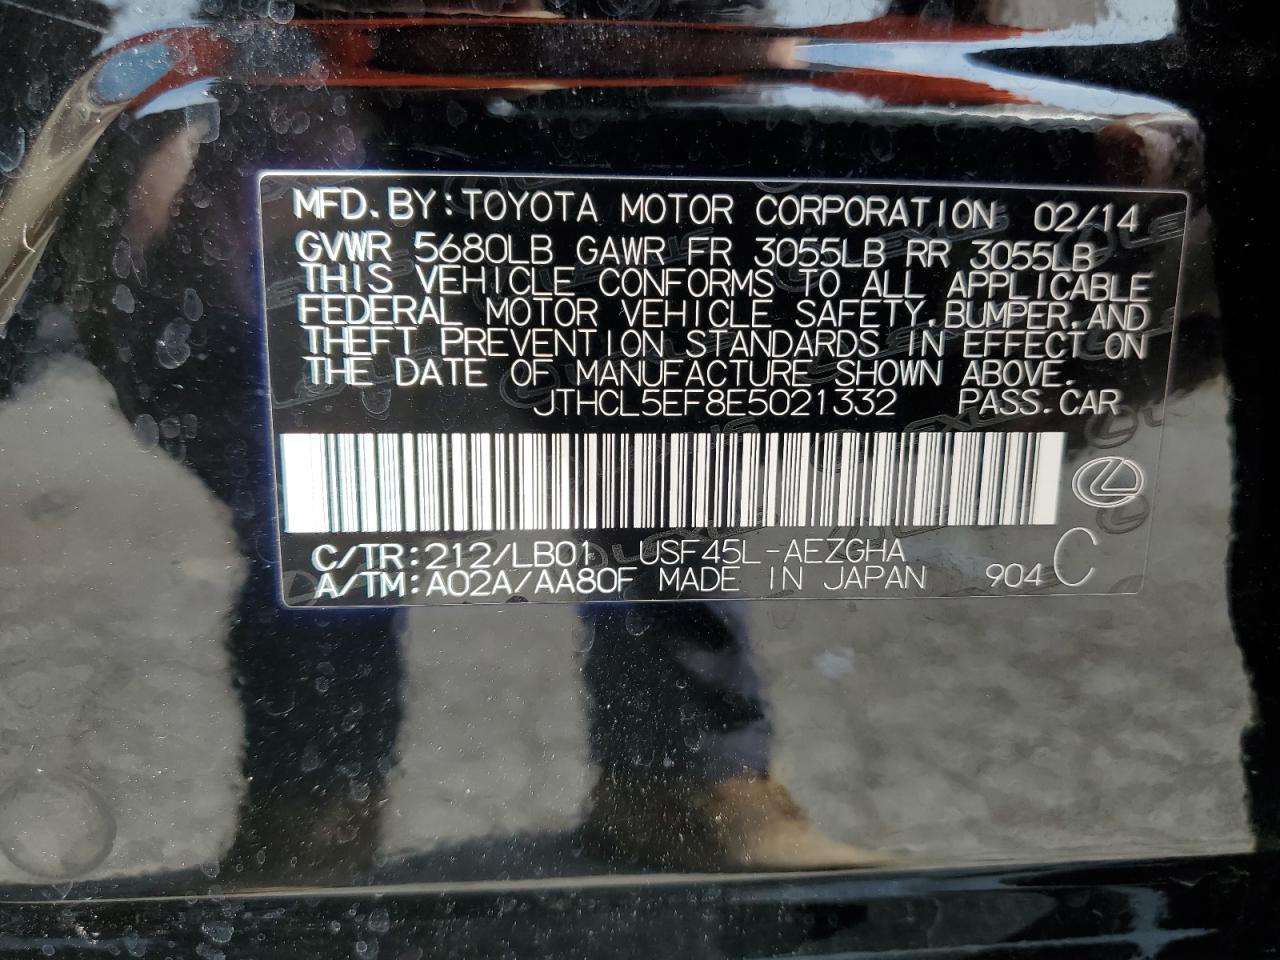 MFD.BY:TOYOTA MOTOR CORPORATION 02/14
GVWR 5680LB GAWR FR 3055LB RR 3055LB
THIS VEHICLE CONFORMS TO ALL APPLICABLE
FEDERAL MOTOR VEHICLE SAFETY,BUMPER,AND
THEFT PREVENTION STANDARDS IN EFFECT ON
THE DATE OF MANUFACTURE SHOWN ABOVE.
JTHCL5EF8E5021332 PASS.CAR
C/TR:212/LB01 USF45L-AEZGHA
A/TM:A02A/AA80F MADE IN JAPAN 904 C